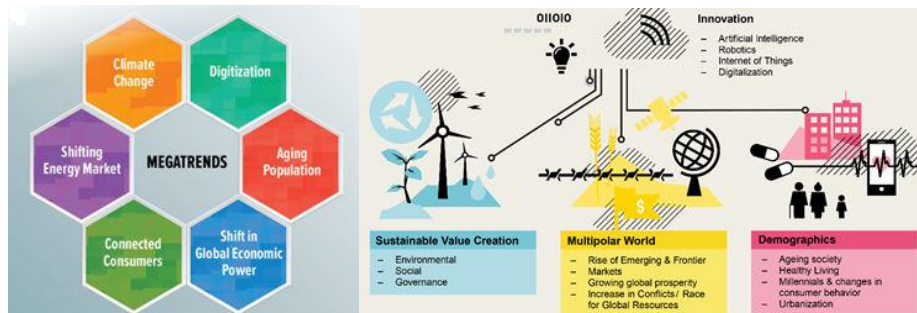 Climate
Change
Digitization
Shifting
Energy Market
MEGATRENDS
Aging
Population
Connected
Consumers
Shift in
Global Economic
Power
011010
Innovation
– Artificial Intelligence
– Robotics
– Internet of Things
– Digitalization
$
Sustainable Value Creation
– Environmental
– Social
– Governance
Multipolar World
– Rise of Emerging & Frontier
– Markets
– Growing global prosperity
– Increase in Conflicts/ Race
for Global Resources
Demographics
– Ageing society
– Healthy Living
– Millennials & changes in
consumer behavior
– Urbanization